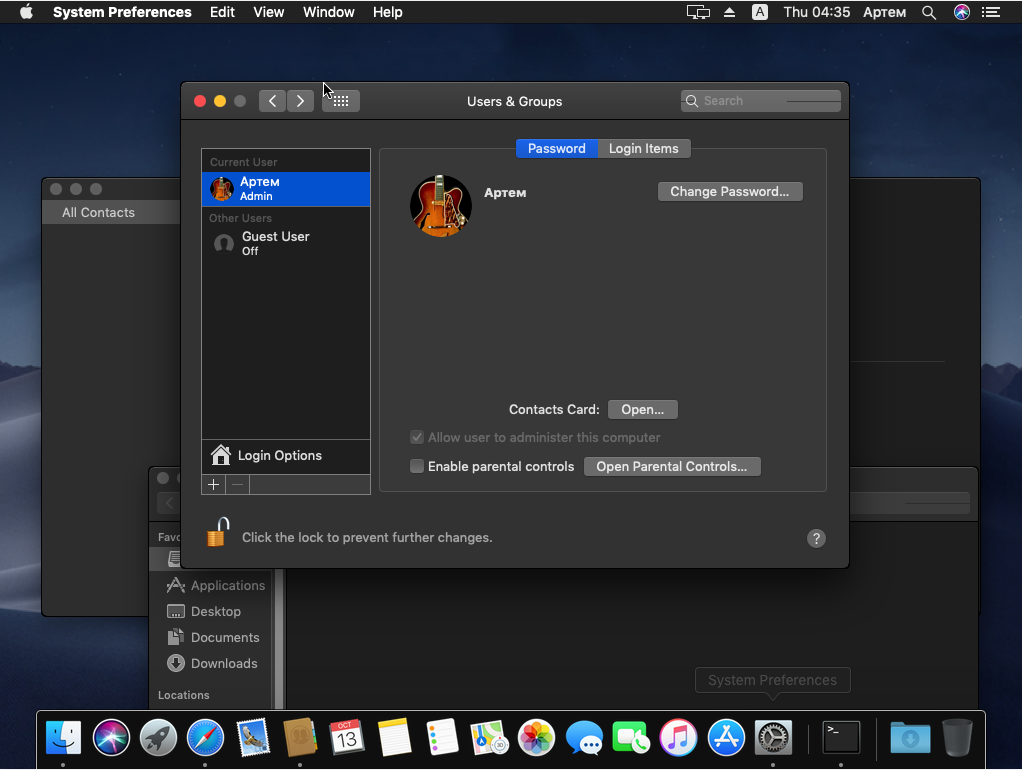 System Preferences Edit View Window Help A Thu 04:35 Артем
Users & Groups Search
Password Login Items
Current User
Артем
Admin
Артем Change Password...
Other Users
Guest User
Off
All Contacts
Contacts Card: Open...
Allow user to administer this computer
Enable parental controls Open Parental Controls...
Login Options
+ −
Click the lock to prevent further changes. ?
Favo
Applications
Desktop
Documents
Downloads
Locations
System Preferences
OCT
13
3D
>_